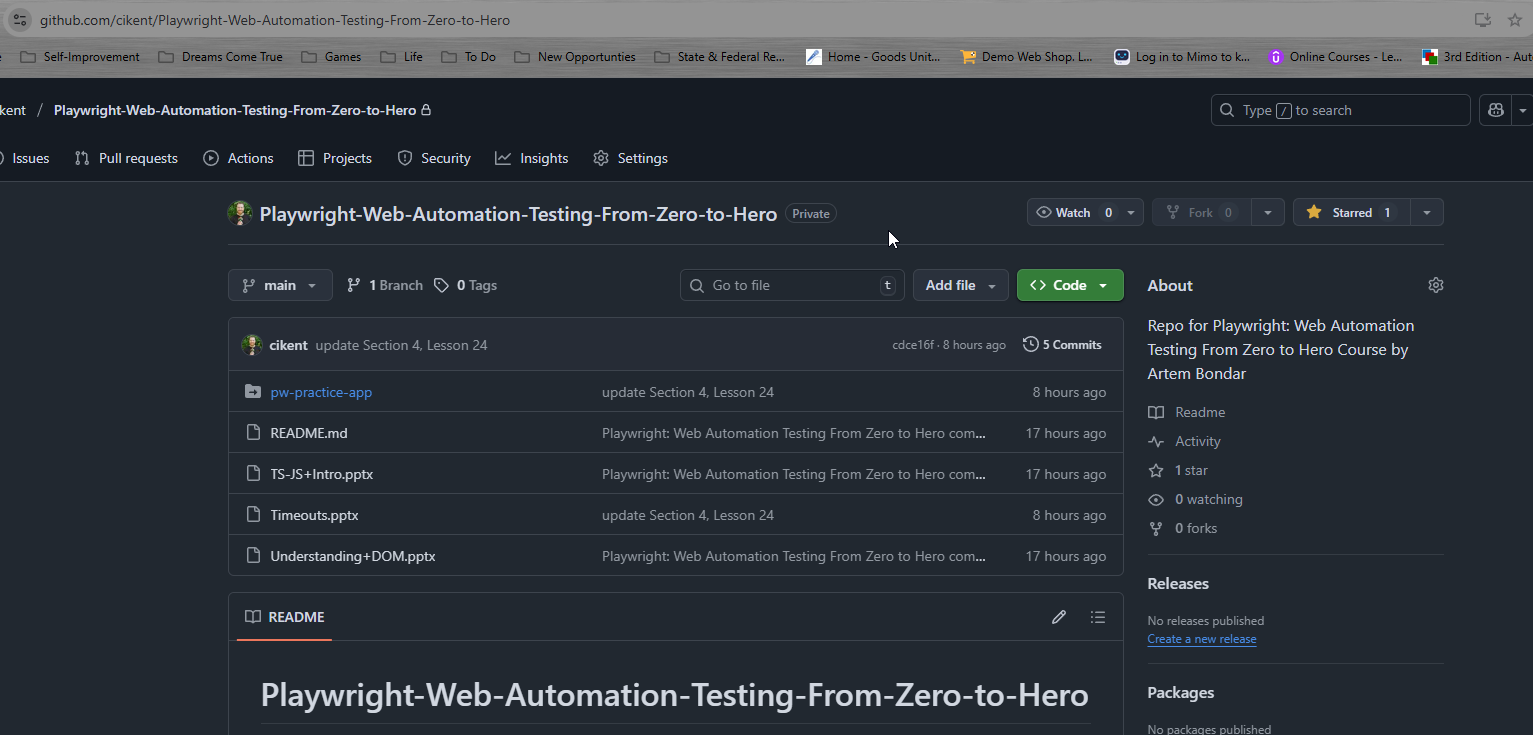 github.com/cikent/Playwright-Web-Automation-Testing-From-Zero-to-Hero
Self-Improvement Dreams Come True Games Life To Do New Opportunties State & Federal Re... Home - Goods Unit... Demo Web Shop. L... Log in to Mimo to k... Online Courses - Le... 3rd Edition - Aut
kent / Playwright-Web-Automation-Testing-From-Zero-to-Hero Type / to search
Issues Pull requests Actions Projects Security Insights Settings
Playwright-Web-Automation-Testing-From-Zero-to-Hero Private Watch 0 Fork 0 Starred 1
main 1 Branch 0 Tags Go to file t Add file Code
cikent update Section 4, Lesson 24 cdce16f · 8 hours ago 5 Commits
pw-practice-app update Section 4, Lesson 24 8 hours ago
README.md Playwright: Web Automation Testing From Zero to Hero com... 17 hours ago
TS-JS+Intro.pptx Playwright: Web Automation Testing From Zero to Hero com... 17 hours ago
Timeouts.pptx update Section 4, Lesson 24 8 hours ago
Understanding+DOM.pptx Playwright: Web Automation Testing From Zero to Hero com... 17 hours ago
README
Playwright-Web-Automation-Testing-From-Zero-to-Hero
About
Repo for Playwright: Web Automation
Testing From Zero to Hero Course by
Artem Bondar
Readme
Activity
1 star
0 watching
0 forks
Releases
No releases published
Create a new release
Packages
No packages published